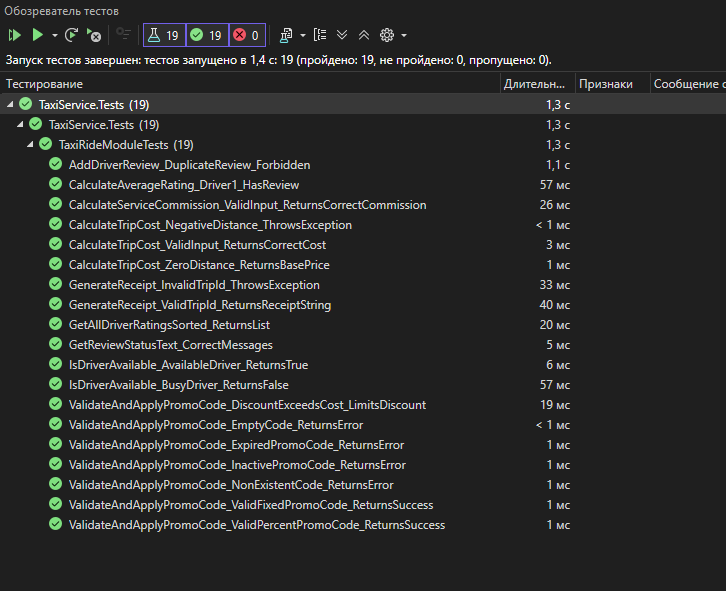 Обозреватель тестов
19 19 0
Запуск тестов завершен: тестов запущено в 1,4 с: 19 (пройдено: 19, не пройдено: 0, пропущено: 0).
Тестирование Длительн... Признаки Сообщение с
TaxiService.Tests (19) 1,3 с
TaxiService.Tests (19) 1,3 с
TaxiRideModuleTests (19) 1,3 с
AddDriverReview_DuplicateReview_Forbidden 1,1 с
CalculateAverageRating_Driver1_HasReview 57 мс
CalculateServiceCommission_ValidInput_ReturnsCorrectCommission 26 мс
CalculateTripCost_NegativeDistance_ThrowsException < 1 мс
CalculateTripCost_ValidInput_ReturnsCorrectCost 3 мс
CalculateTripCost_ZeroDistance_ReturnsBasePrice 1 мс
GenerateReceipt_InvalidTripId_ThrowsException 33 мс
GenerateReceipt_ValidTripId_ReturnsReceiptString 40 мс
GetAllDriverRatingsSorted_ReturnsList 20 мс
GetReviewStatusText_CorrectMessages 5 мс
IsDriverAvailable_AvailableDriver_ReturnsTrue 6 мс
IsDriverAvailable_BusyDriver_ReturnsFalse 57 мс
ValidateAndApplyPromoCode_DiscountExceedsCost_LimitsDiscount 19 мс
ValidateAndApplyPromoCode_EmptyCode_ReturnsError < 1 мс
ValidateAndApplyPromoCode_ExpiredPromoCode_ReturnsError 1 мс
ValidateAndApplyPromoCode_InactivePromoCode_ReturnsError 1 мс
ValidateAndApplyPromoCode_NonExistentCode_ReturnsError 1 мс
ValidateAndApplyPromoCode_ValidFixedPromoCode_ReturnsSuccess 1 мс
ValidateAndApplyPromoCode_ValidPercentPromoCode_ReturnsSuccess 1 мс